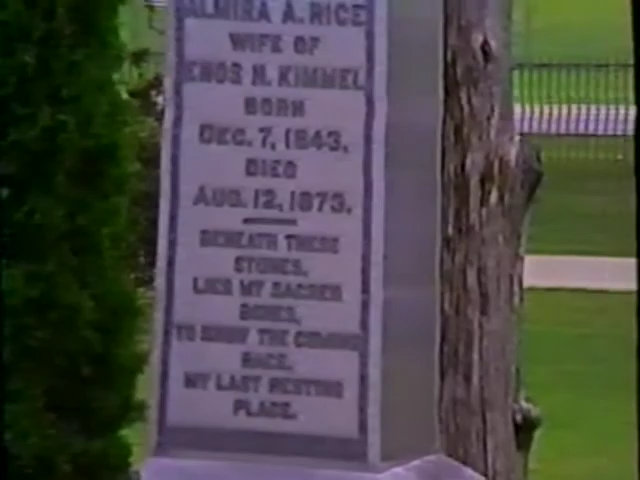 ALMIRA A. RICE
WIFE OF
ENOS N. KIMMEL
BORN
DEC. 7, 1843.
DIED
AUG. 12, 1873.
BENEATH THESE
STONES,
LIES MY SACRED
BONES,
TO SHOW THE COMING
RACE,
MY LAST RESTING
PLACE.